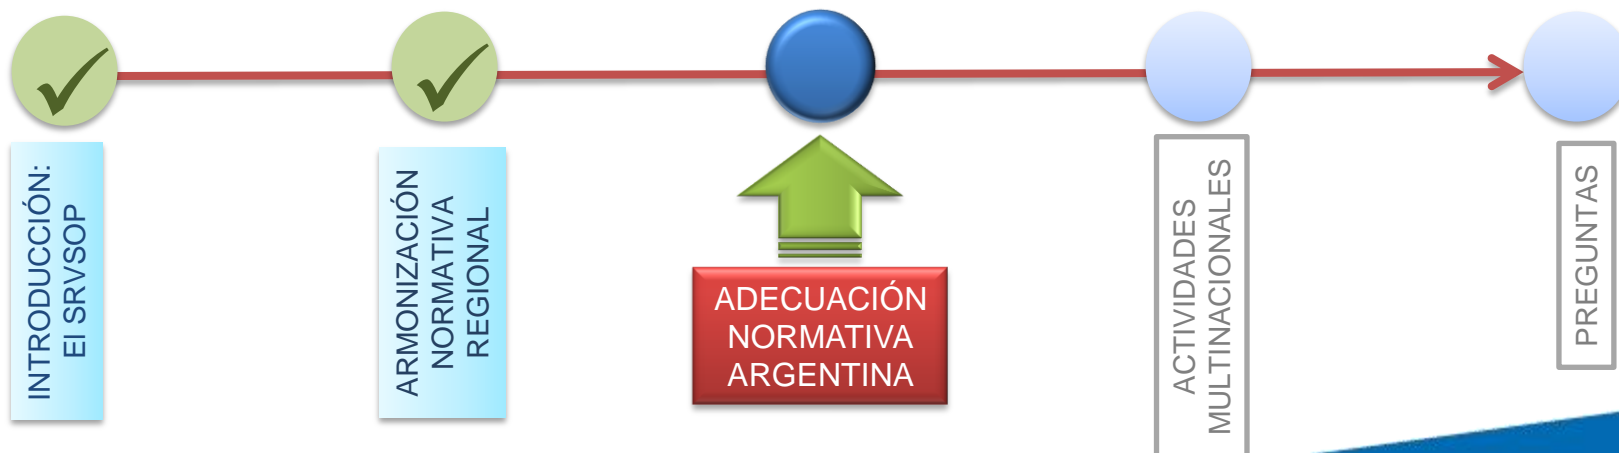 INTRODUCCIÓN:
El SRVSOP
ARMONIZACIÓN
NORMATIVA
REGIONAL
ADECUACIÓN
NORMATIVA
ARGENTINA
ACTIVIDADES
MULTINACIONALES
PREGUNTAS